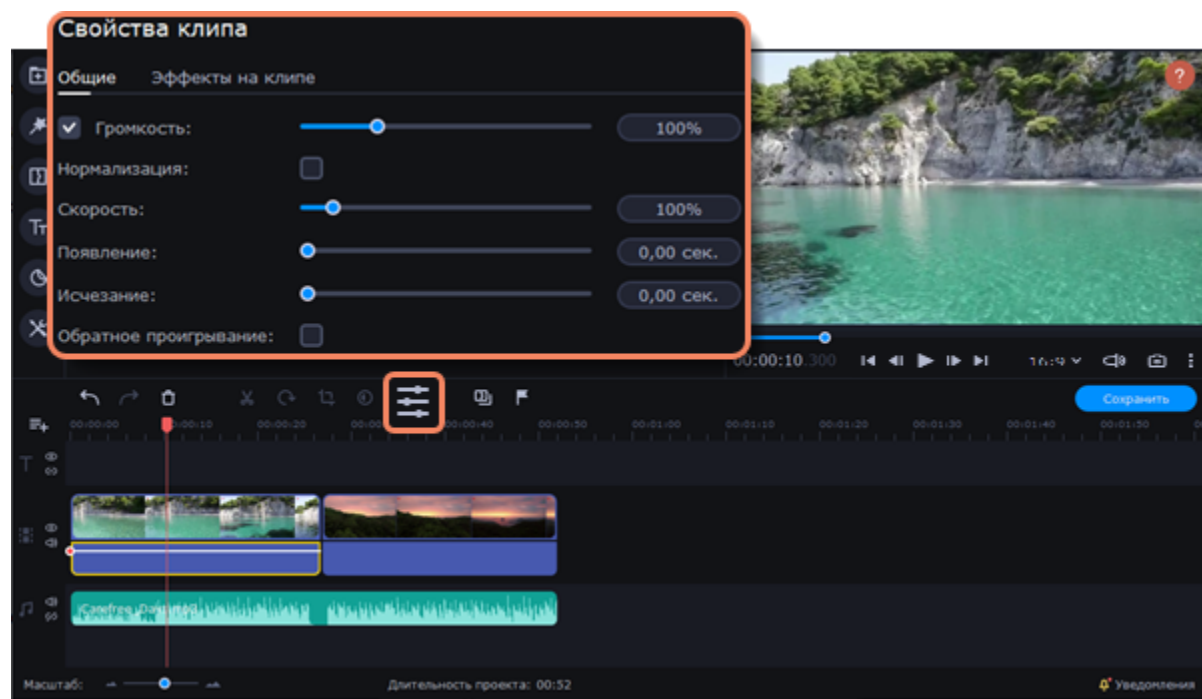 Свойства клипа
Общие Эффекты на клипе
Громкость: 100%
Нормализация:
Скорость: 100%
Появление: 0,00 сек.
Исчезание: 0,00 сек.
Обратное проигрывание:
?
00:00:10.300 16:9
Сохранить
00:00:00 00:00:10 00:00:20 00:00:40 00:00:50 00:01:00 00:01:10 00:01:20 00:01:30 00:01:40 00:01:50
Масштаб: Длительность проекта: 00:52 Уведомления